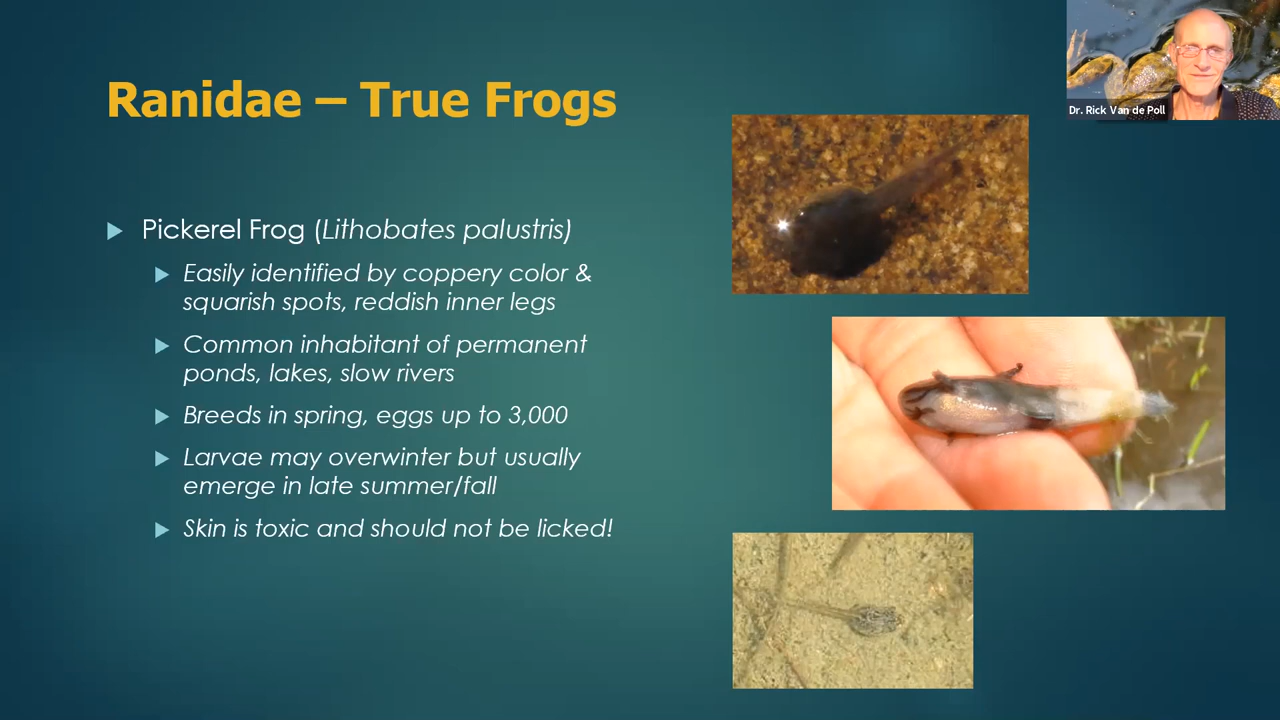 Ranidae – True Frogs
Dr. Rick Van de Poll
Pickerel Frog (Lithobates palustris)
Easily identified by coppery color &
squarish spots, reddish inner legs
Common inhabitant of permanent
ponds, lakes, slow rivers
Breeds in spring, eggs up to 3,000
Larvae may overwinter but usually
emerge in late summer/fall
Skin is toxic and should not be licked!